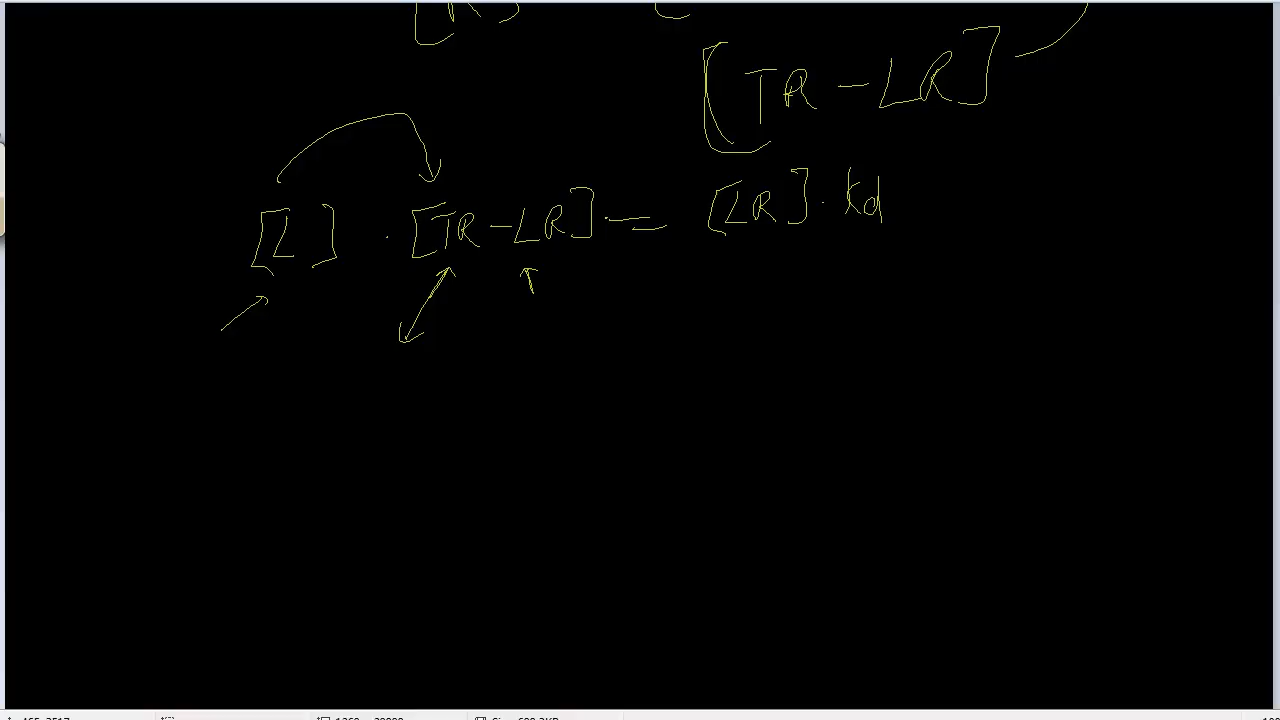 [TR - LR]
[L] · [TR - LR] = [LR] · kd